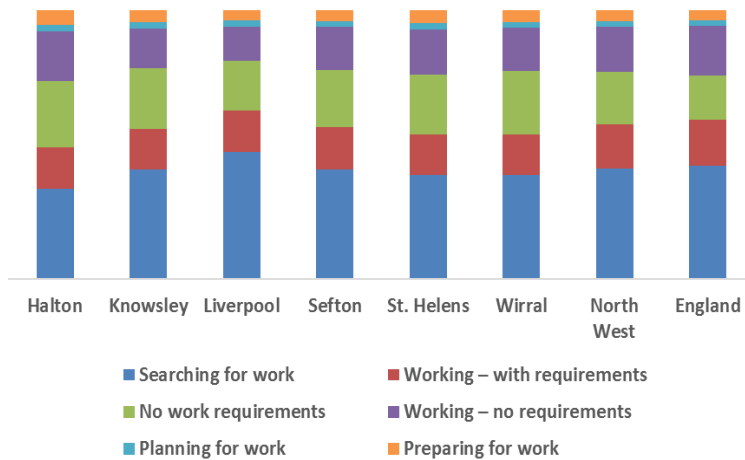 Halton Knowsley Liverpool Sefton St. Helens Wirral North West England
Searching for work
Working – with requirements
No work requirements
Working – no requirements
Planning for work
Preparing for work